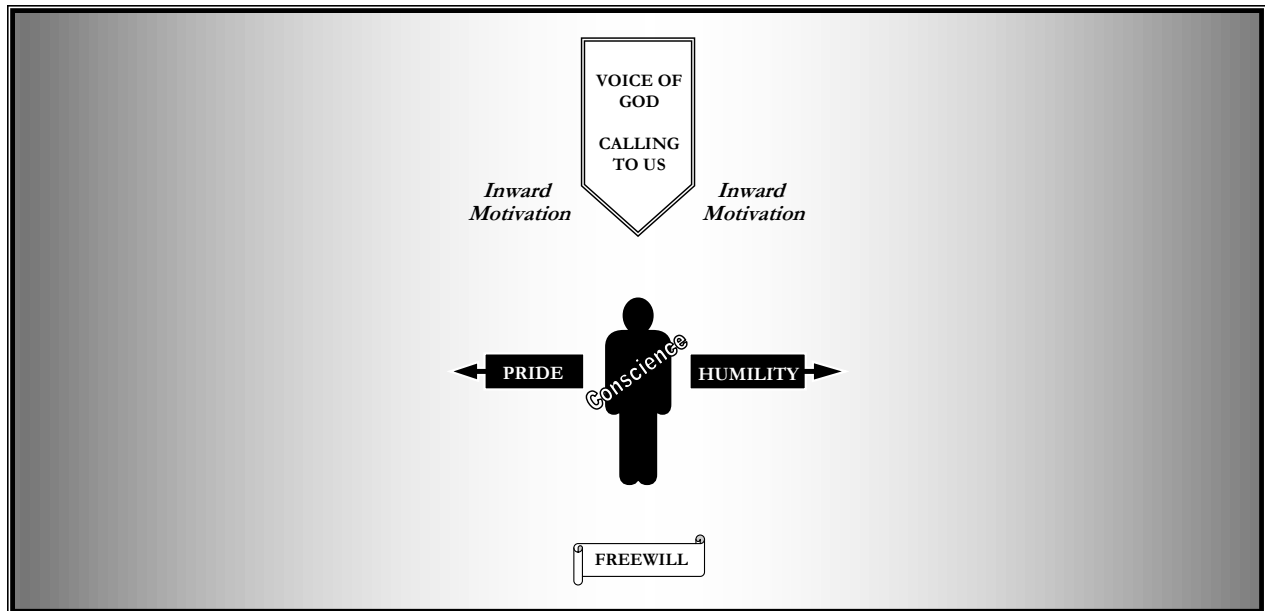 VOICE OF
GOD
CALLING
TO US
Inward
Motivation
Inward
Motivation
PRIDE
Conscience
HUMILITY
FREEWILL